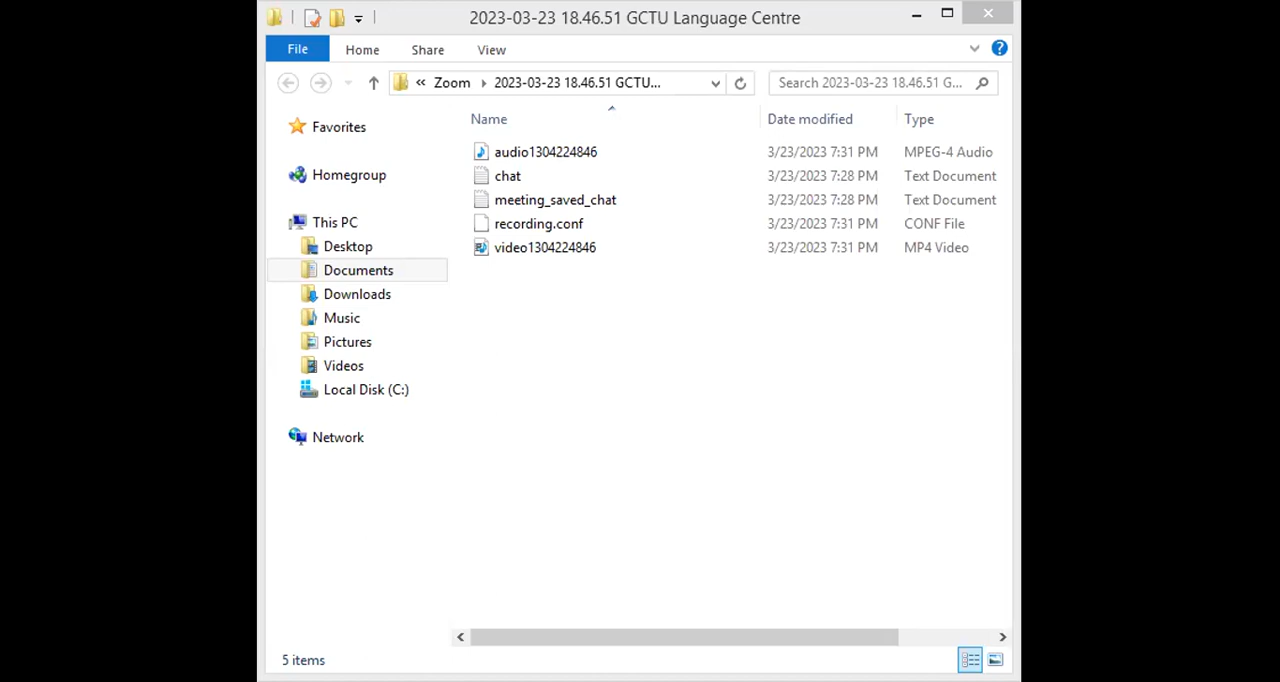 2023-03-23 18.46.51 GCTU Language Centre
File Home Share View
« Zoom 2023-03-23 18.46.51 GCTU... Search 2023-03-23 18.46.51 G...
Name Date modified Type
Favorites
Homegroup
This PC
Desktop
Documents
Downloads
Music
Pictures
Videos
Local Disk (C:)
Network
audio1304224846 3/23/2023 7:31 PM MPEG-4 Audio
chat 3/23/2023 7:28 PM Text Document
meeting_saved_chat 3/23/2023 7:28 PM Text Document
recording.conf 3/23/2023 7:31 PM CONF File
video1304224846 3/23/2023 7:31 PM MP4 Video
5 items